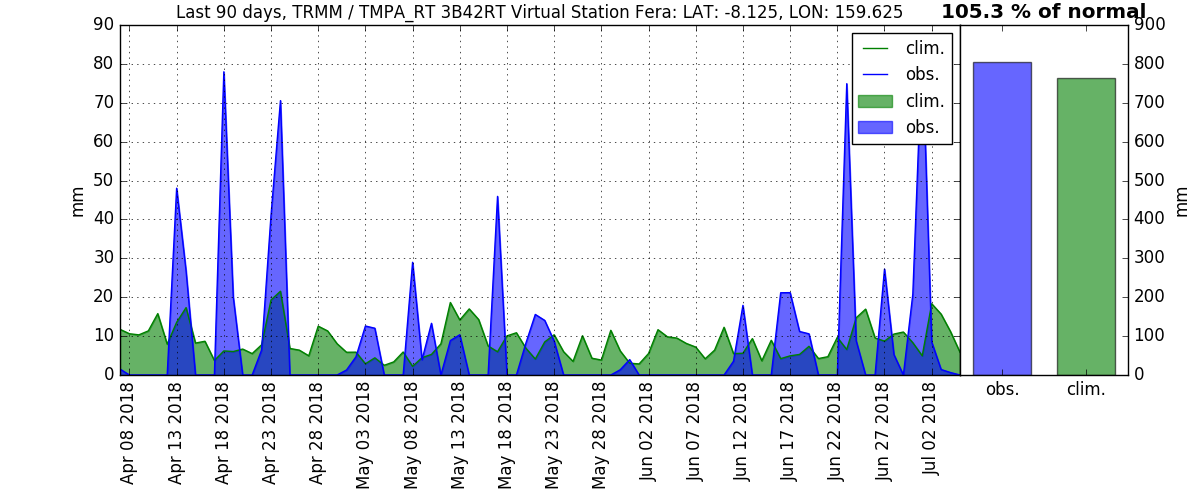 Last 90 days, TRMM / TMPA_RT 3B42RT Virtual Station Fera: LAT: -8.125, LON: 159.625
105.3 % of normal
90
80
70
60
50
40
30
20
10
0
mm
clim.
obs.
clim.
obs.
900
800
700
600
500
400
300
200
100
0
mm
obs.
clim.
Apr 08 2018
Apr 13 2018
Apr 18 2018
Apr 23 2018
Apr 28 2018
May 03 2018
May 08 2018
May 13 2018
May 18 2018
May 23 2018
May 28 2018
Jun 02 2018
Jun 07 2018
Jun 12 2018
Jun 17 2018
Jun 22 2018
Jun 27 2018
Jul 02 2018